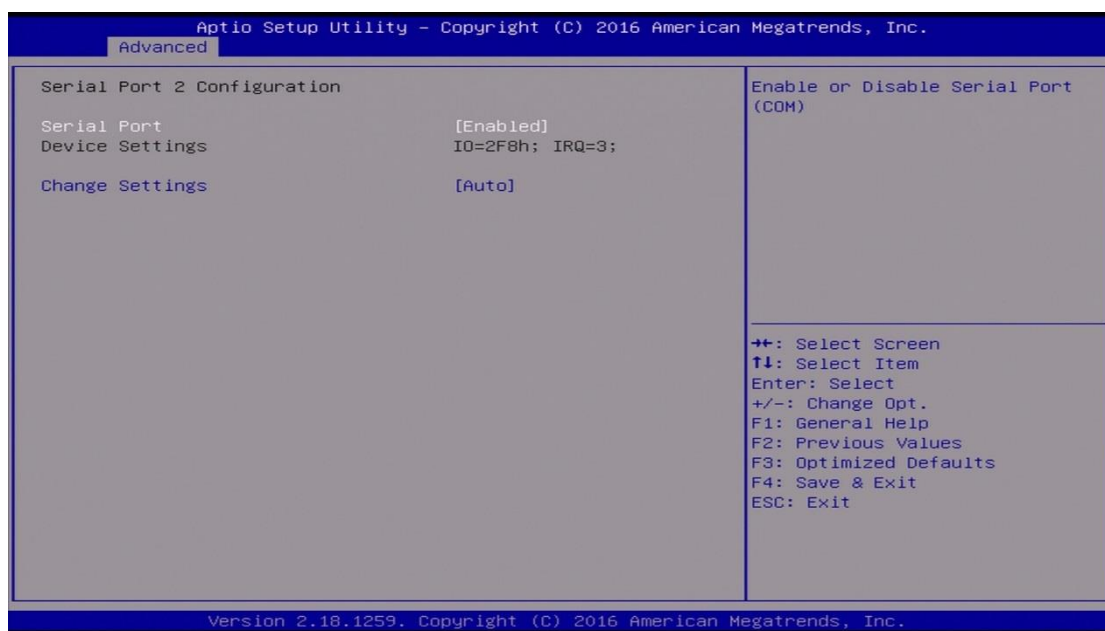 Aptio Setup Utility – Copyright (C) 2016 American Megatrends, Inc.
Advanced
Serial Port 2 Configuration
Serial Port [Enabled]
Device Settings IO=2F8h; IRQ=3;
Change Settings [Auto]
Enable or Disable Serial Port
(COM)
→←: Select Screen
↑↓: Select Item
Enter: Select
+/-: Change Opt.
F1: General Help
F2: Previous Values
F3: Optimized Defaults
F4: Save & Exit
ESC: Exit
Version 2.18.1259. Copyright (C) 2016 American Megatrends, Inc.